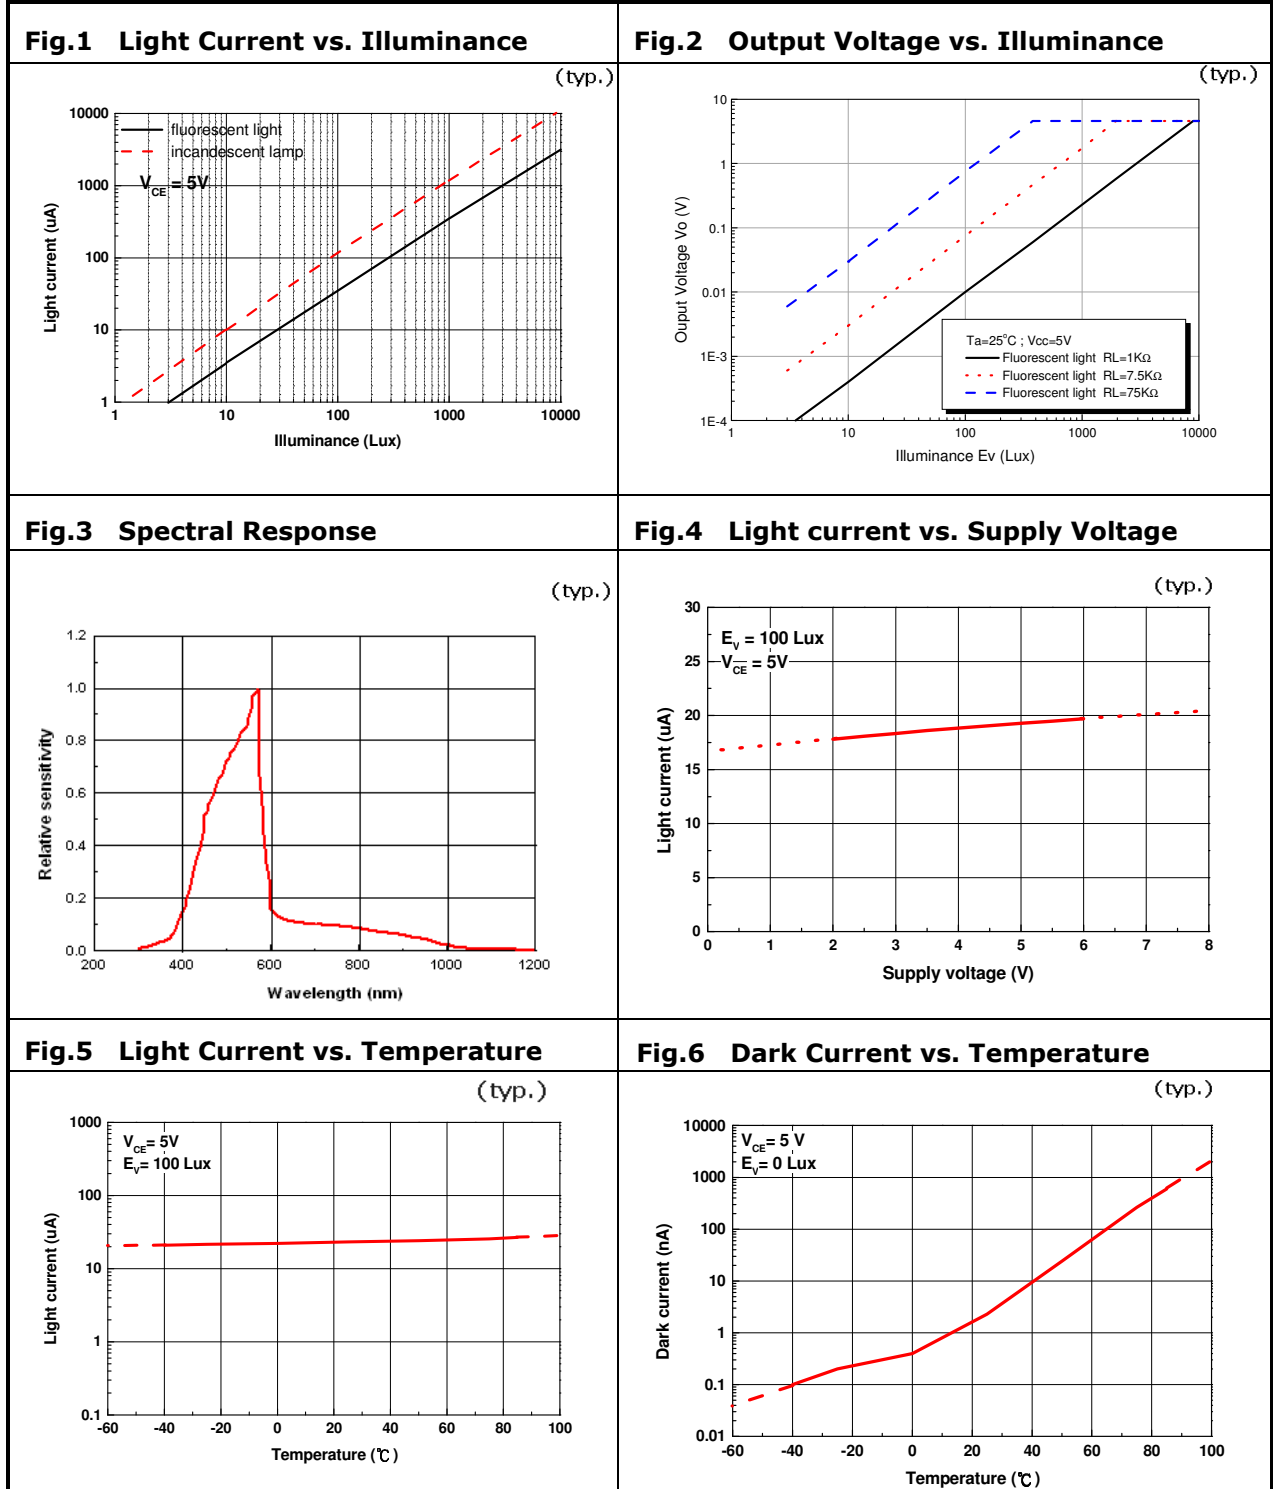 Fig.1 Light Current vs. Illuminance
(typ.)
fluorescent light
incandescent lamp
VCE = 5V
Light current (uA)
10000
1000
100
10
1
1 10 100 1000 10000
Illuminance (Lux)
Fig.2 Output Voltage vs. Illuminance
(typ.)
Ouput Voltage Vo (V)
10
1
0.1
0.01
1E-3
1E-4
Ta=25°C ; Vcc=5V
Fluorescent light RL=1KΩ
Fluorescent light RL=7.5KΩ
Fluorescent light RL=75KΩ
1 10 100 1000 10000
Illuminance Ev (Lux)
Fig.3 Spectral Response
(typ.)
Relative sensitivity
1.2
1.0
0.8
0.6
0.4
0.2
0.0
200 400 600 800 1000 1200
Wavelength (nm)
Fig.4 Light current vs. Supply Voltage
(typ.)
EV = 100 Lux
VCE = 5V
Light current (uA)
30
25
20
15
10
5
0
0 1 2 3 4 5 6 7 8
Supply voltage (V)
Fig.5 Light Current vs. Temperature
(typ.)
VCE= 5V
EV= 100 Lux
Light current (uA)
1000
100
10
1
0.1
-60 -40 -20 0 20 40 60 80 100
Temperature (℃)
Fig.6 Dark Current vs. Temperature
(typ.)
VCE= 5 V
EV= 0 Lux
Dark current (nA)
10000
1000
100
10
1
0.1
0.01
-60 -40 -20 0 20 40 60 80 100
Temperature (℃)